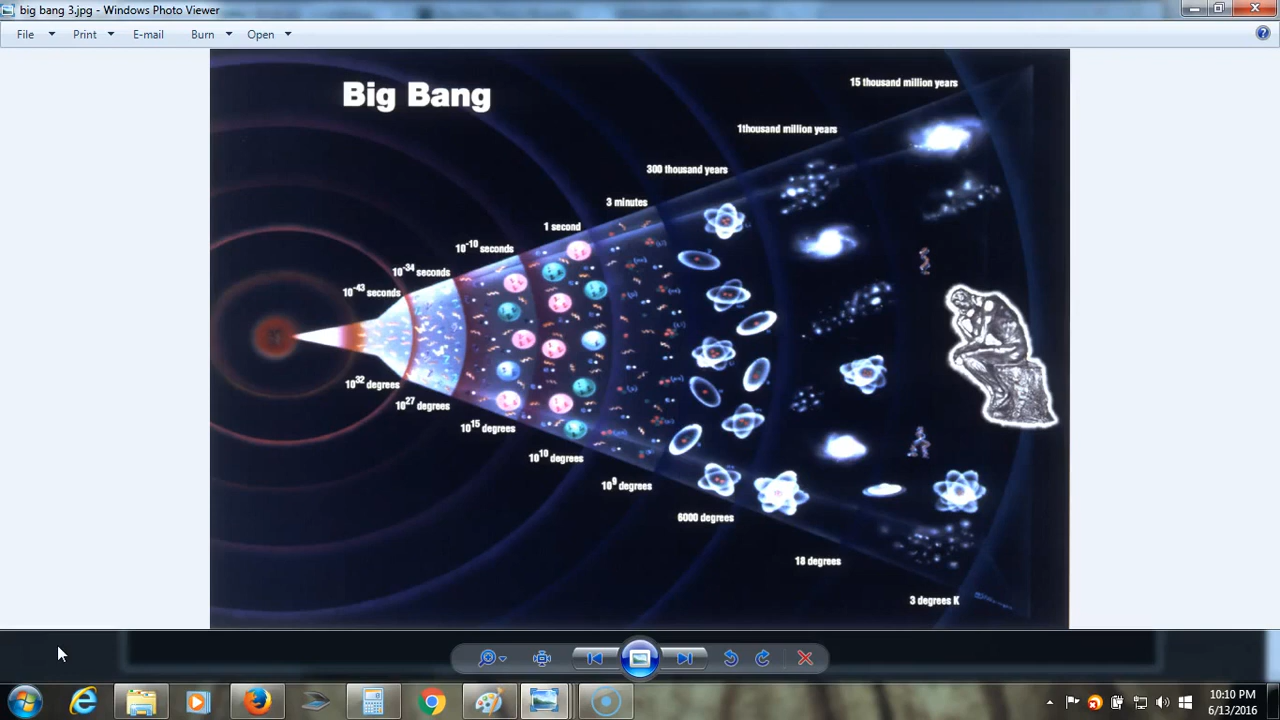 big bang 3.jpg - Windows Photo Viewer
File Print E-mail Burn Open
Big Bang
15 thousand million years
1thousand million years
300 thousand years
3 minutes
1 second
10-10 seconds
10-34 seconds
10-43 seconds
1032 degrees
1027 degrees
1015 degrees
1010 degrees
109 degrees
6000 degrees
18 degrees
3 degrees K
10:10 PM
6/13/2016